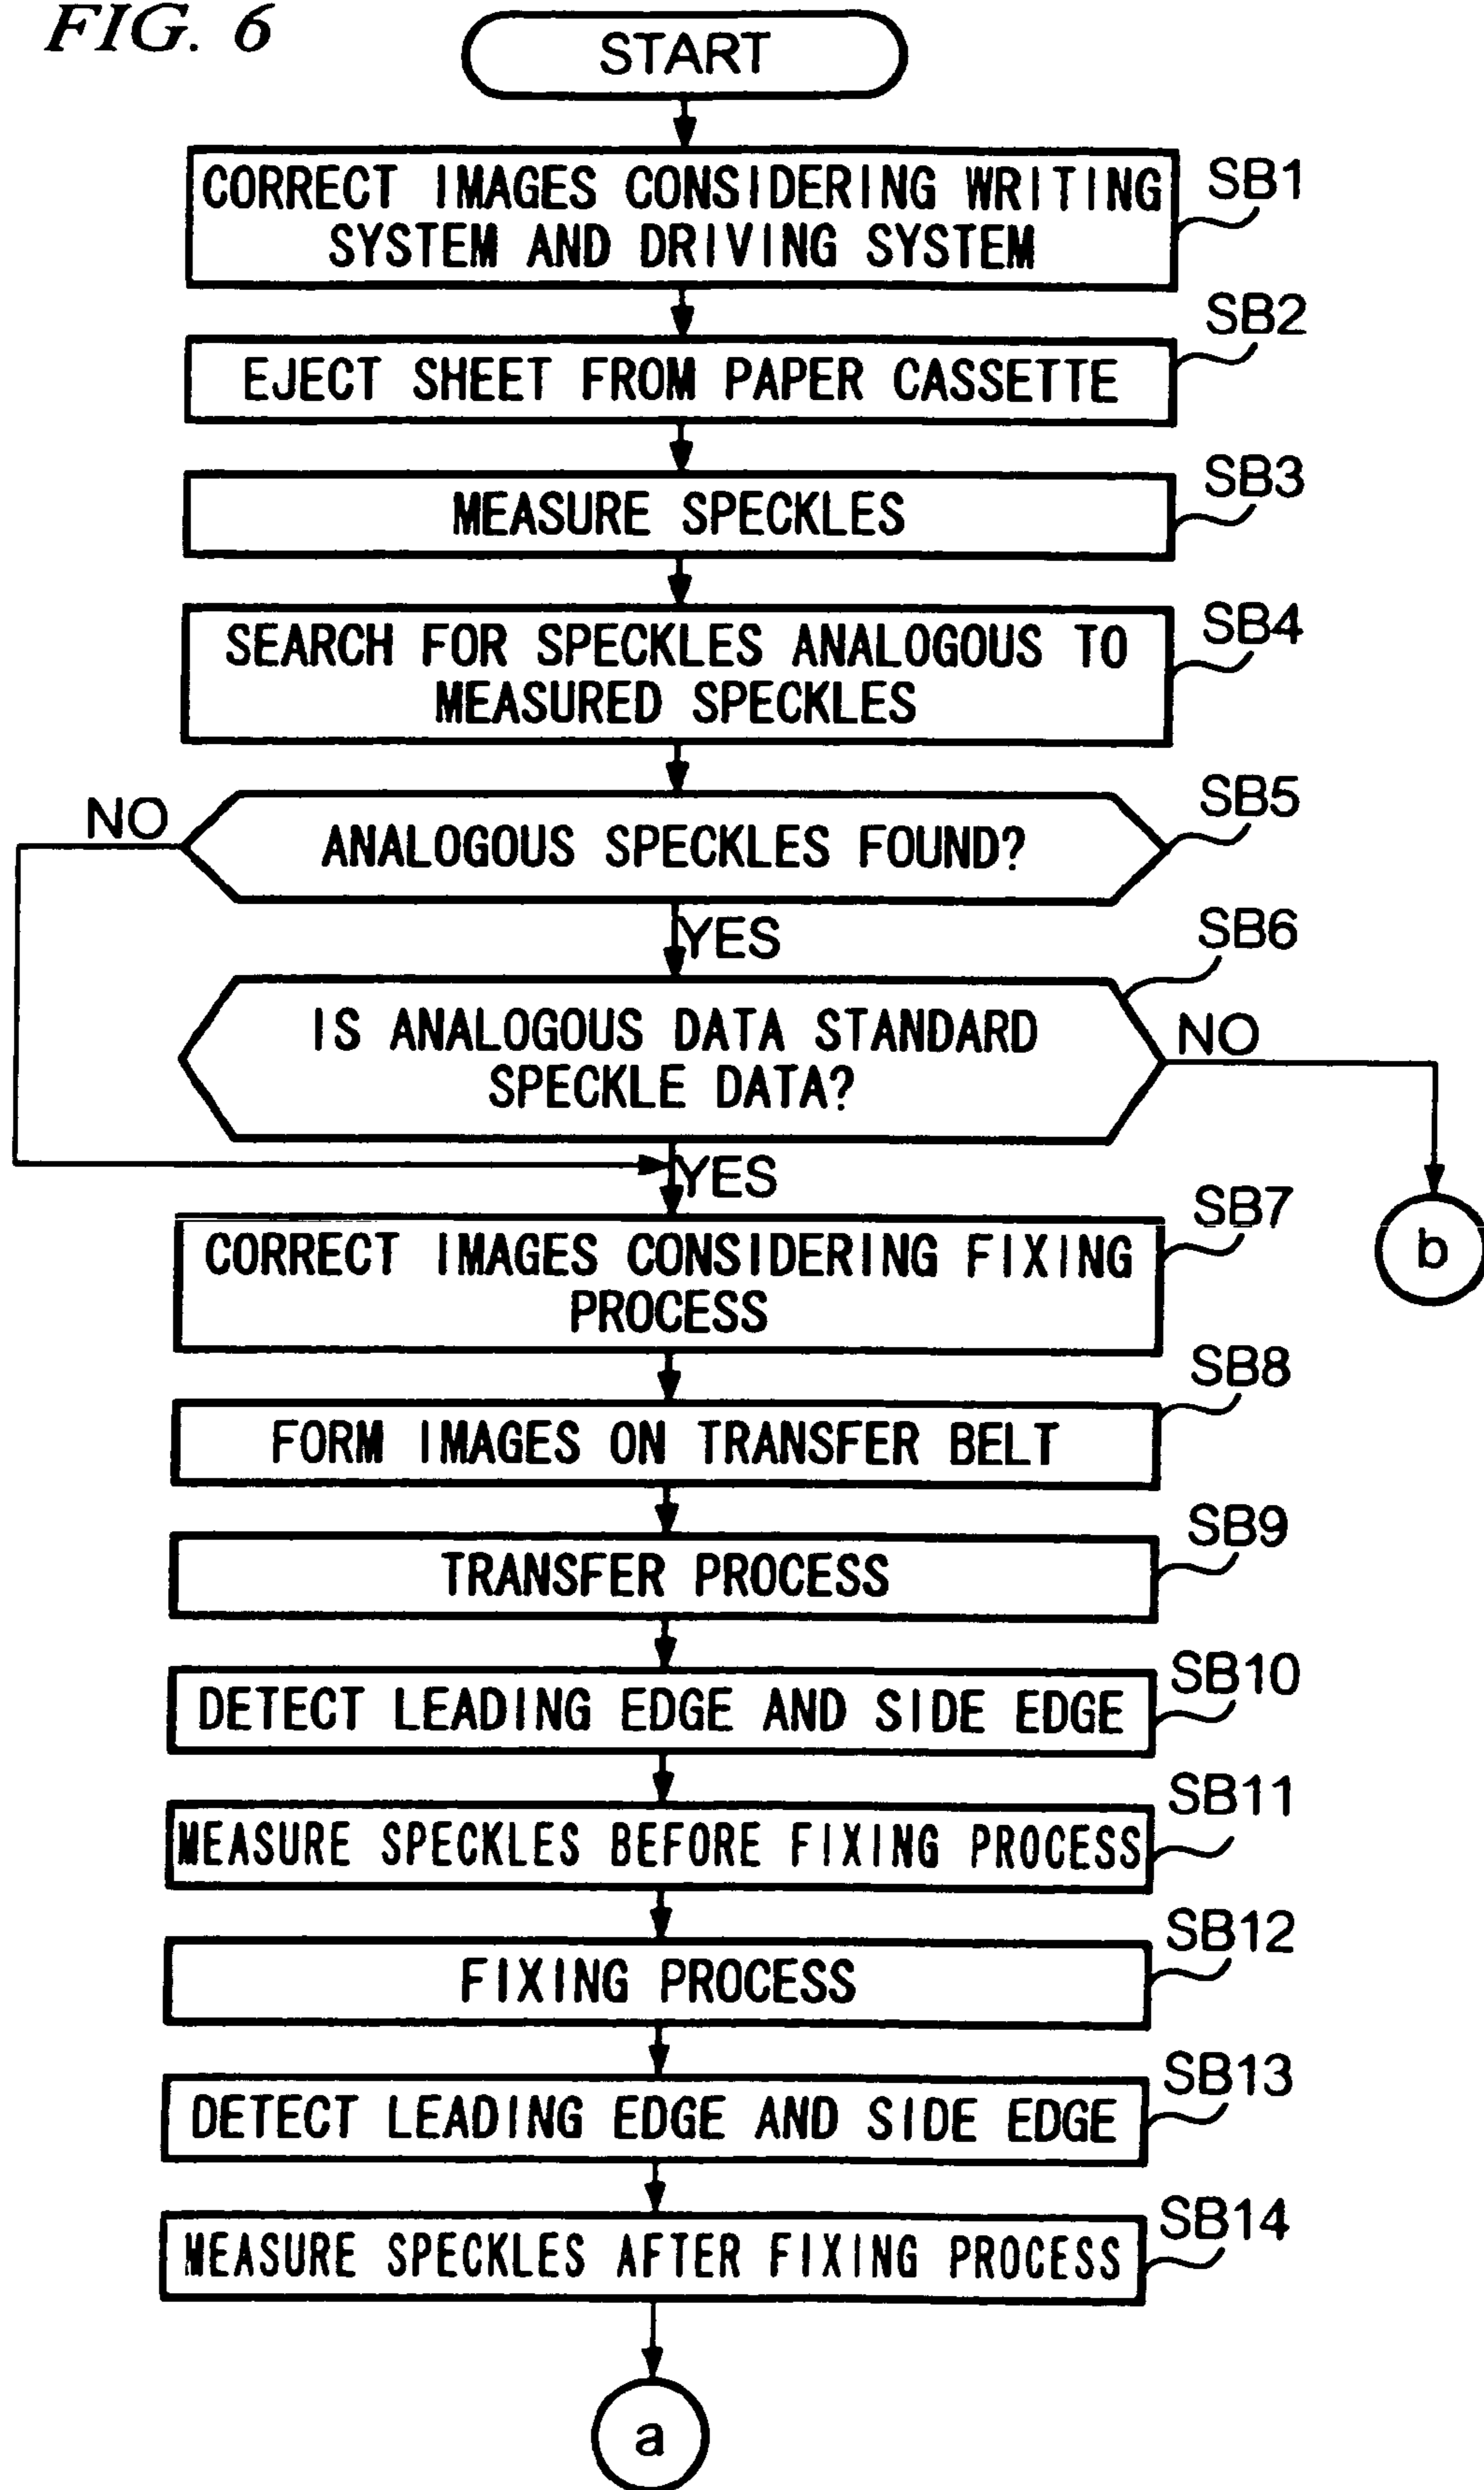 FIG. 6
START
CORRECT IMAGES CONSIDERING WRITING
SYSTEM AND DRIVING SYSTEM
SB1
EJECT SHEET FROM PAPER CASSETTE
SB2
MEASURE SPECKLES
SB3
SEARCH FOR SPECKLES ANALOGOUS TO
MEASURED SPECKLES
SB4
ANALOGOUS SPECKLES FOUND?
SB5
NO
YES
IS ANALOGOUS DATA STANDARD
SPECKLE DATA?
SB6
NO
YES
b
CORRECT IMAGES CONSIDERING FIXING
PROCESS
SB7
FORM IMAGES ON TRANSFER BELT
SB8
TRANSFER PROCESS
SB9
DETECT LEADING EDGE AND SIDE EDGE
SB10
MEASURE SPECKLES BEFORE FIXING PROCESS
SB11
FIXING PROCESS
SB12
DETECT LEADING EDGE AND SIDE EDGE
SB13
MEASURE SPECKLES AFTER FIXING PROCESS
SB14
a